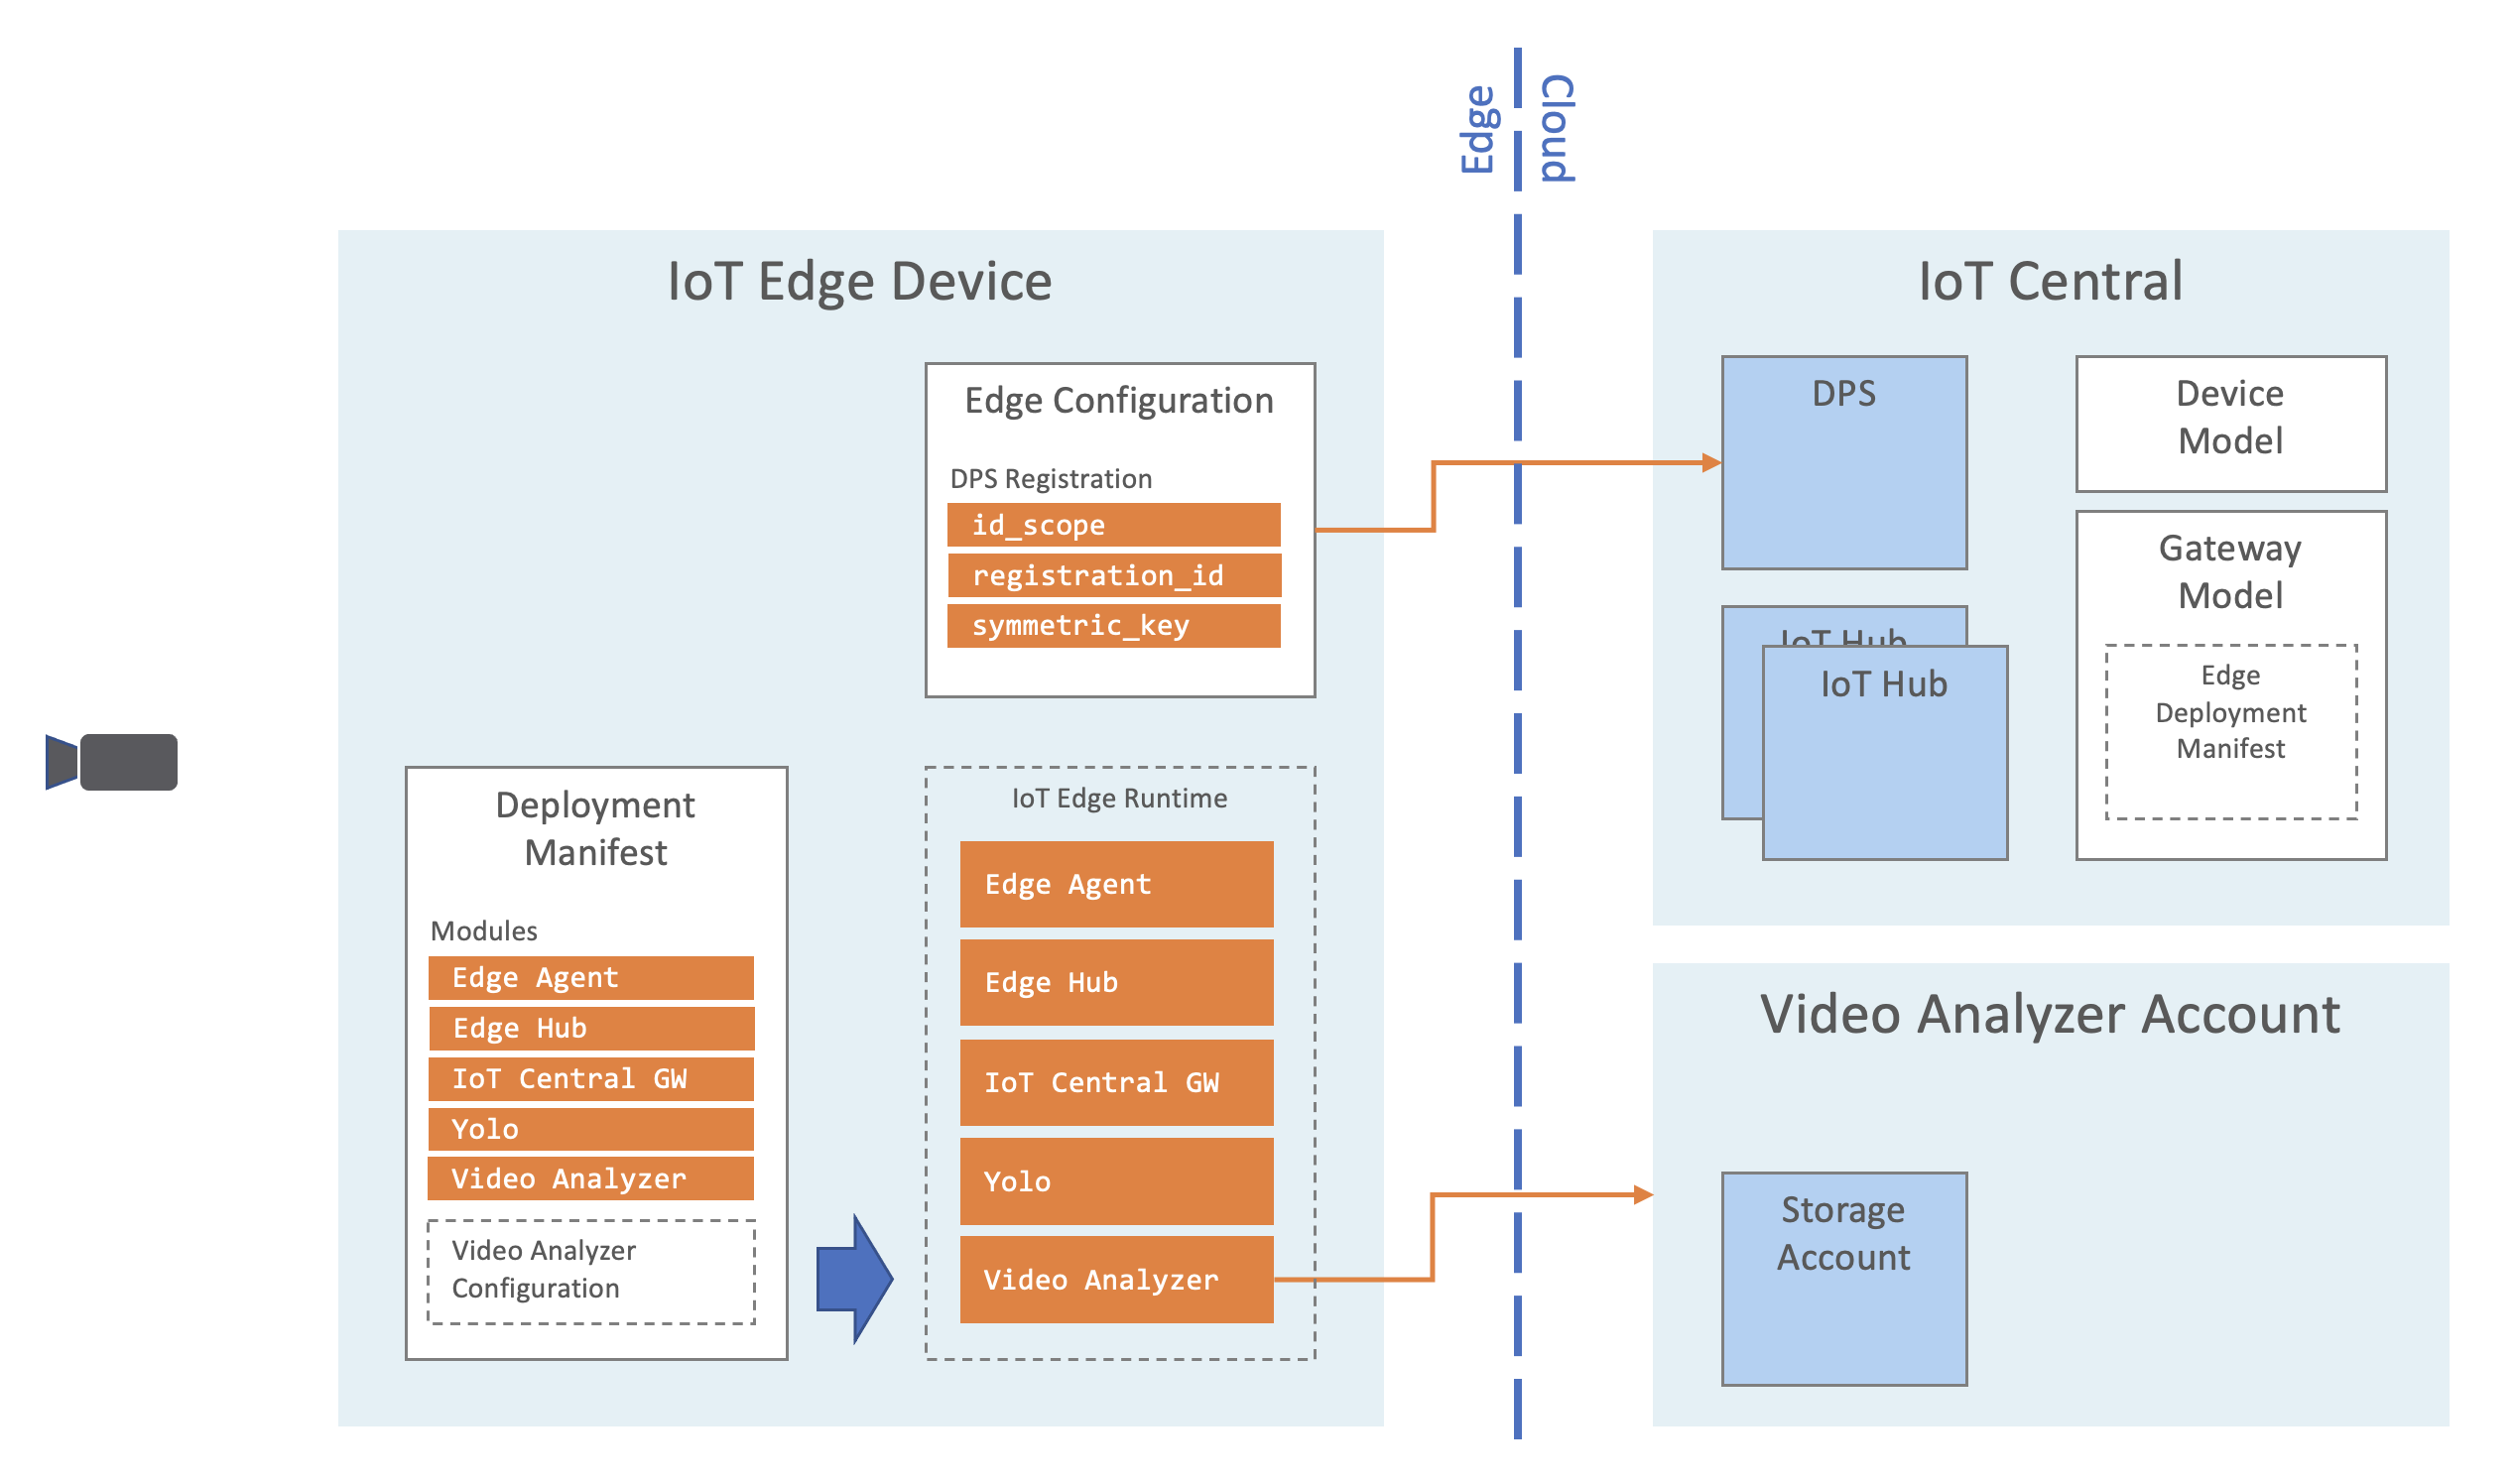 Edge
Cloud
IoT Edge Device
Edge Configuration
DPS Registration
id_scope
registration_id
symmetric_key
Deployment
Manifest
Modules
Edge Agent
Edge Hub
IoT Central GW
Yolo
Video Analyzer
Video Analyzer
Configuration
IoT Edge Runtime
Edge Agent
Edge Hub
IoT Central GW
Yolo
Video Analyzer
IoT Central
DPS
Device
Model
IoT Hub
IoT Hub
Gateway
Model
Edge
Deployment
Manifest
Video Analyzer Account
Storage
Account